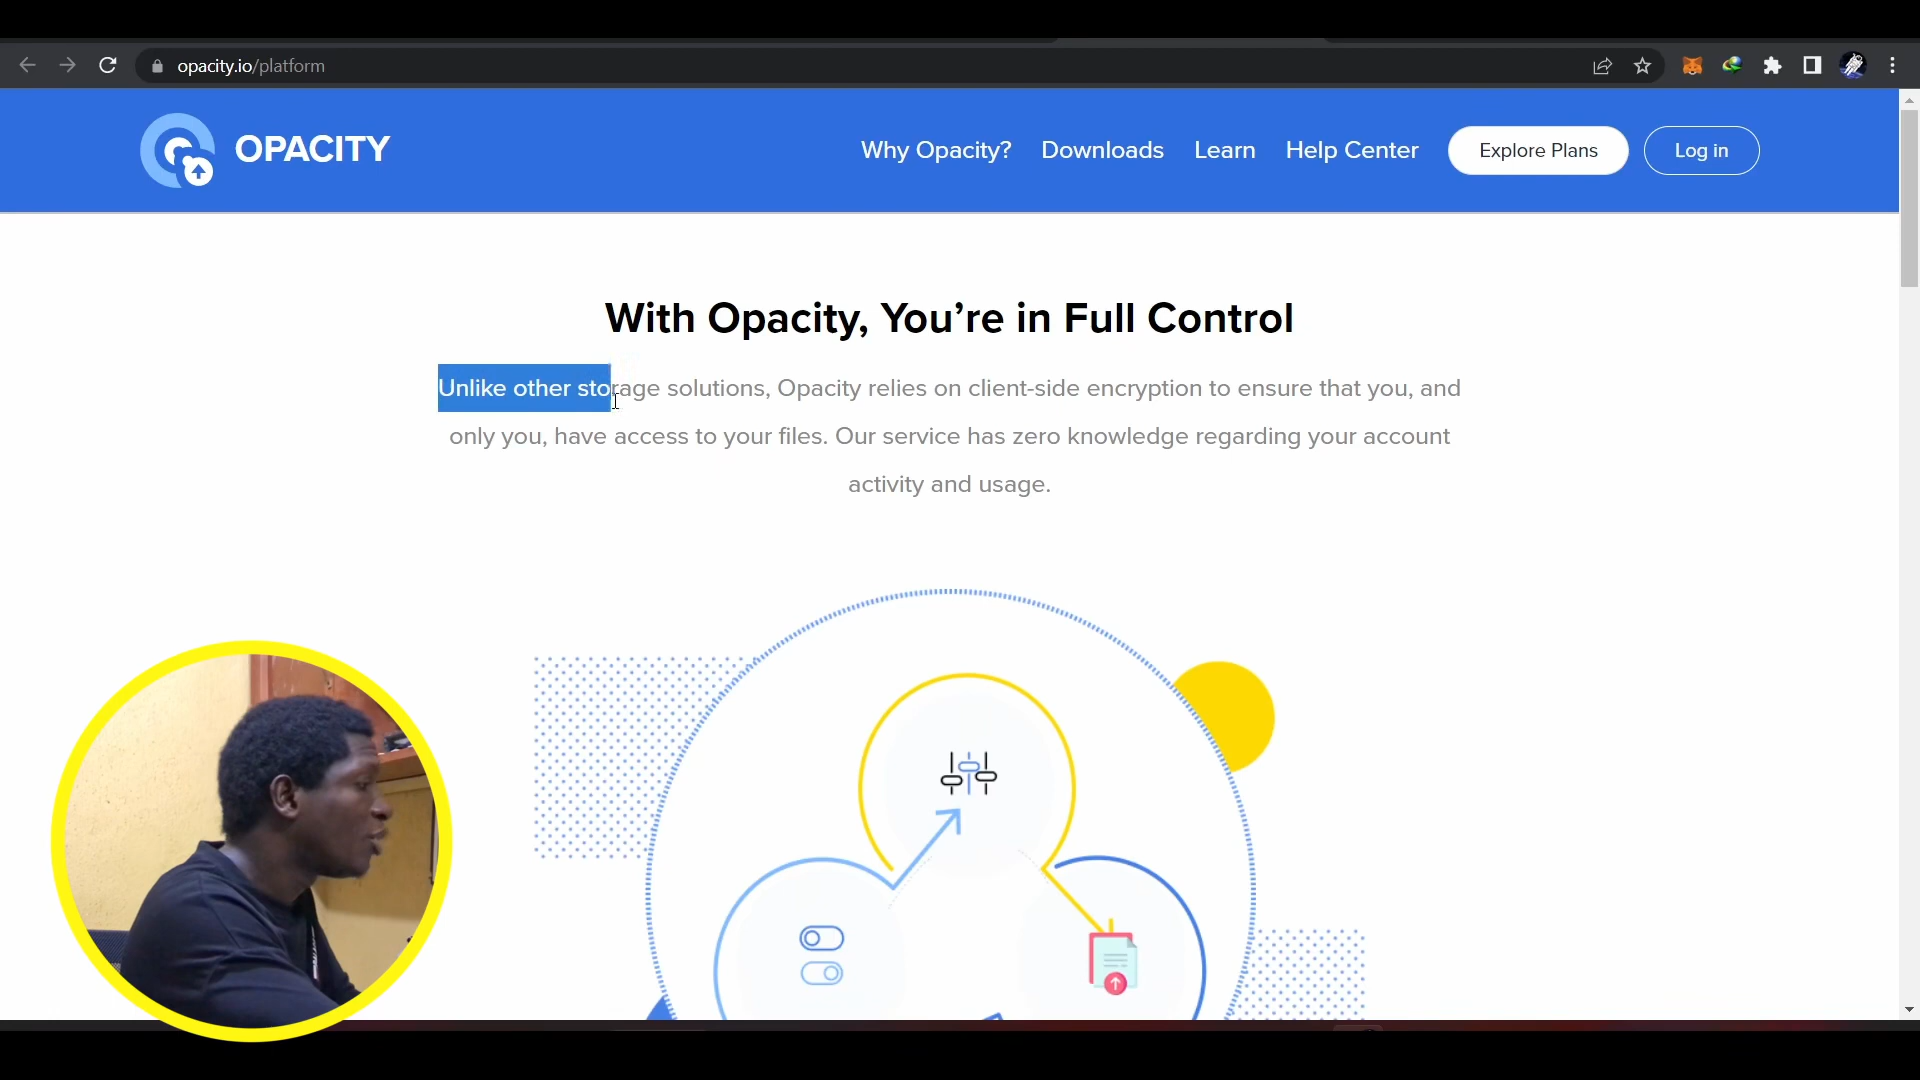 opacity.io/platform
OPACITY
Why Opacity?
Downloads
Learn
Help Center
Explore Plans
Log in
With Opacity, You’re in Full Control
Unlike other storage solutions, Opacity relies on client-side encryption to ensure that you, and
only you, have access to your files. Our service has zero knowledge regarding your account
activity and usage.